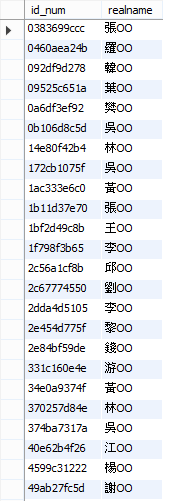 id_num realname
0383699ccc 張OO
0460aea24b 羅OO
092df9d278 韓OO
09525c651a 葉OO
0a6df3ef92 樊OO
0b106d8c5d 吳OO
14e80f42b4 林OO
172cb1075f 吳OO
1ac333e6c0 黃OO
1b11d37e70 張OO
1bf2d49c8b 王OO
1f798f3b65 李OO
2c56a1cf8b 邱OO
2c67774550 劉OO
2dda4d5105 李OO
2e454d775f 黎OO
2e84bf59de 錢OO
331c160e4e 游OO
34e0a9374f 黃OO
370257d84e 林OO
374ba7317a 吳OO
40e62b4f26 江OO
4599c31222 楊OO
49ab27fc5d 謝OO